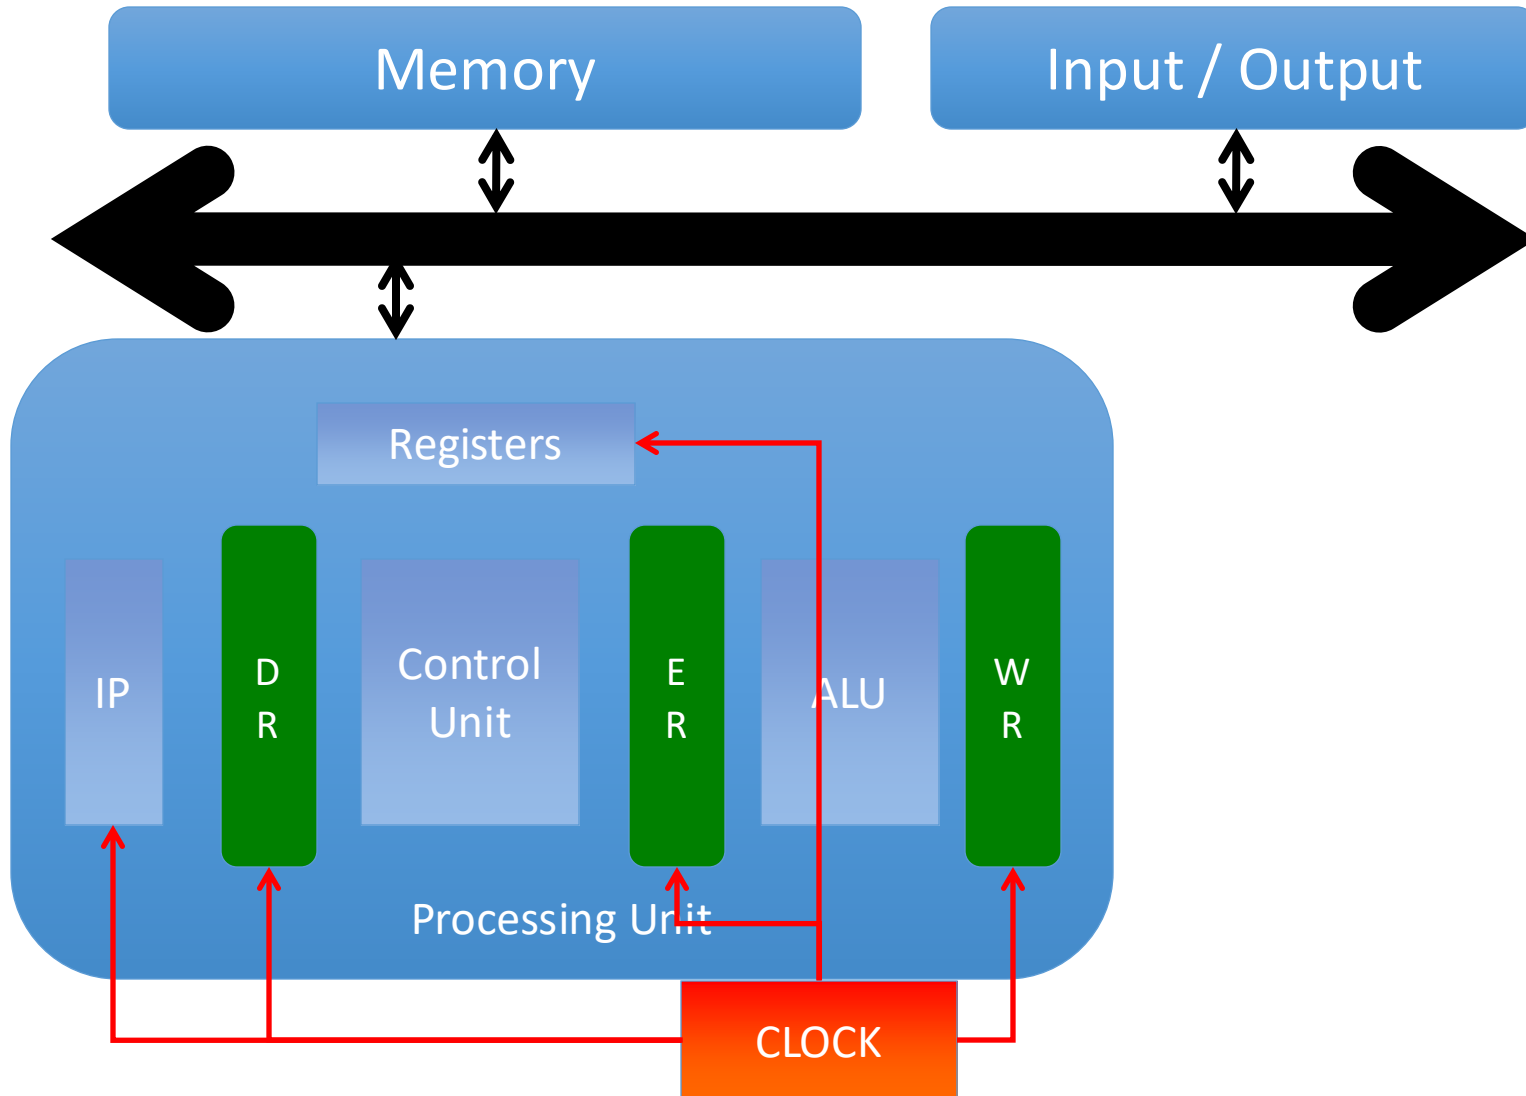 Memory
Input / Output
Registers
IP
D
R
Control
Unit
E
R
ALU
W
R
Processing Unit
CLOCK